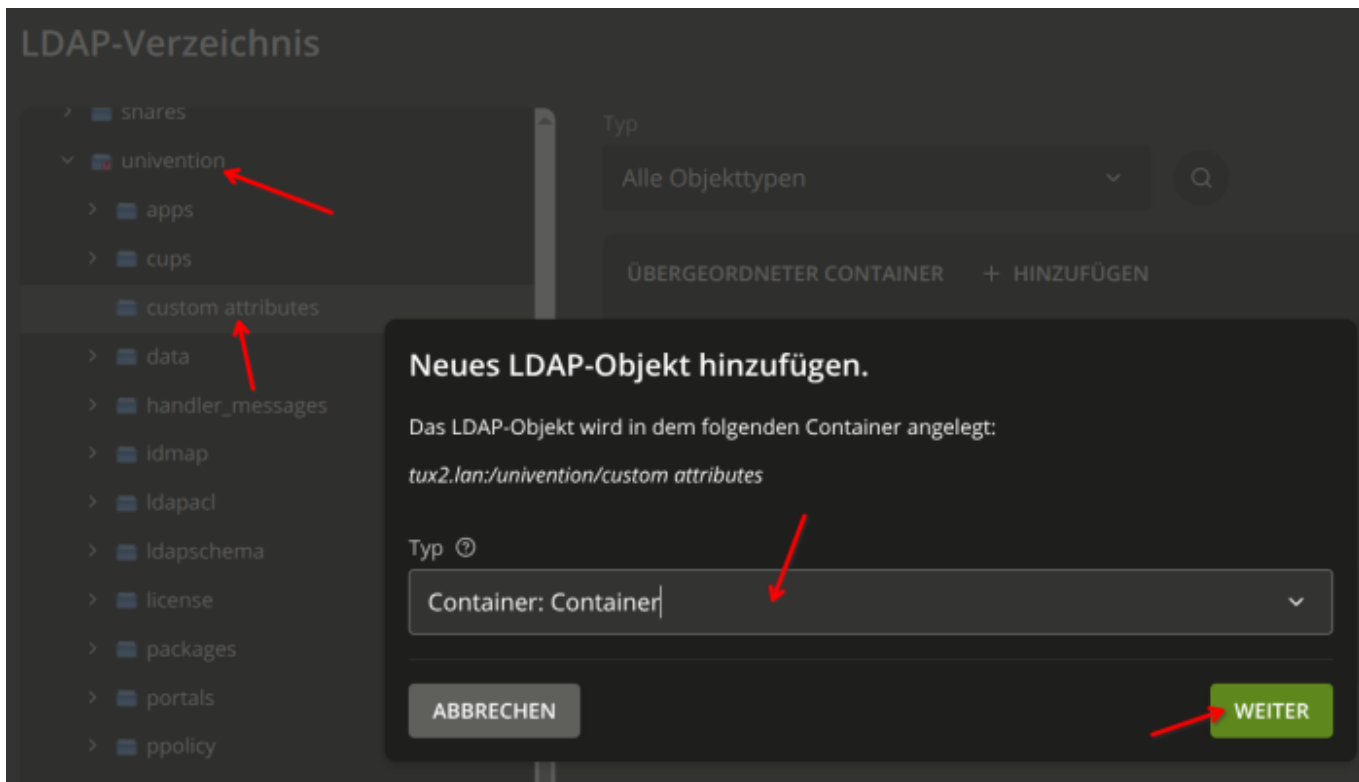 LDAP-Verzeichnis
shares
univention
apps
cups
custom attributes
data
handler_messages
idmap
ldapacl
ldapschema
license
packages
portals
ppolicy
Typ
Alle Objekttypen
ÜBERGEORDNETER CONTAINER + HINZUFÜGEN
Neues LDAP-Objekt hinzufügen.
Das LDAP-Objekt wird in dem folgenden Container angelegt:
tux2.lan:/univention/custom attributes
Typ
Container: Container
ABBRECHEN
WEITER